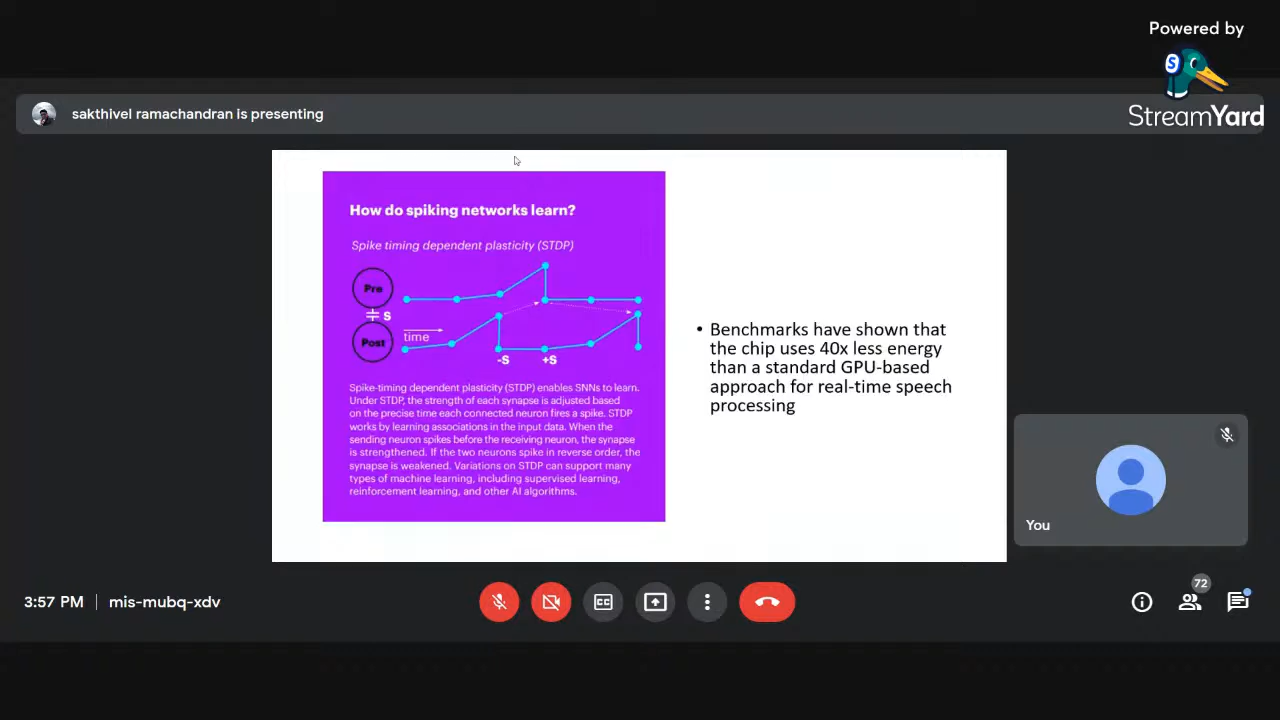 Powered by
StreamYard
sakthivel ramachandran is presenting
How do spiking networks learn?
Spike timing dependent plasticity (STDP)
Pre
S
Post
time
-S
+S
Spike-timing dependent plasticity (STDP) enables SNNs to learn.
Under STDP, the strength of each synapse is adjusted based
on the precise time each connected neuron fires a spike. STDP
works by learning associations in the input data. When the
sending neuron spikes before the receiving neuron, the synapse
is strengthened. If the two neurons spike in reverse order, the
synapse is weakened. Variations on STDP can support many
types of machine learning, including supervised learning,
reinforcement learning, and other AI algorithms.
• Benchmarks have shown that
the chip uses 40x less energy
than a standard GPU-based
approach for real-time speech
processing
You
3:57 PM | mis-mubq-xdv
72